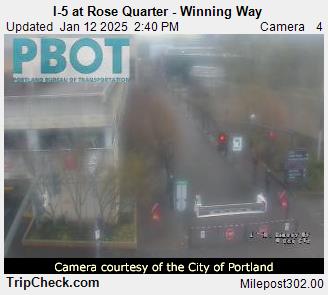 I-5 at Rose Quarter - Winning Way
Updated Jan 12 2025 2:40 PM Camera 4
PBOT
PORTLAND BUREAU OF TRANSPORTATION
Camera courtesy of the City of Portland
TripCheck.com Milepost302.00